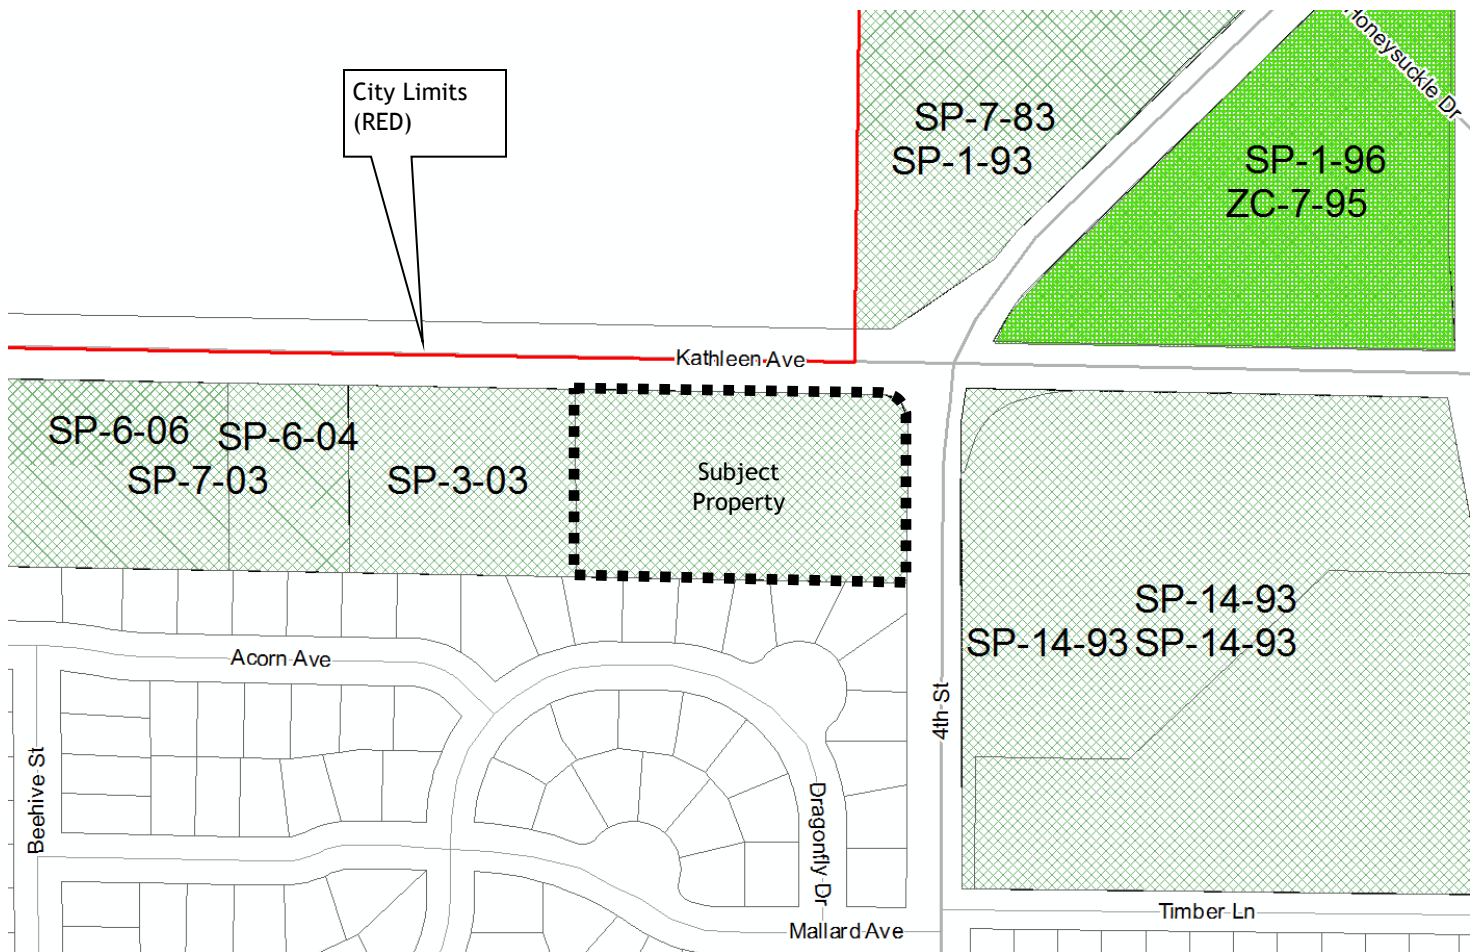 Honeysuckle Dr
City Limits
(RED)
SP-7-83
SP-1-93
SP-1-96
ZC-7-95
Kathleen Ave
SP-6-06
SP-6-04
SP-7-03
SP-3-03
Subject
Property
SP-14-93
SP-14-93 SP-14-93
Acorn Ave
4th St
Beehive St
Dragonfly Dr
Timber Ln
Mallard Ave